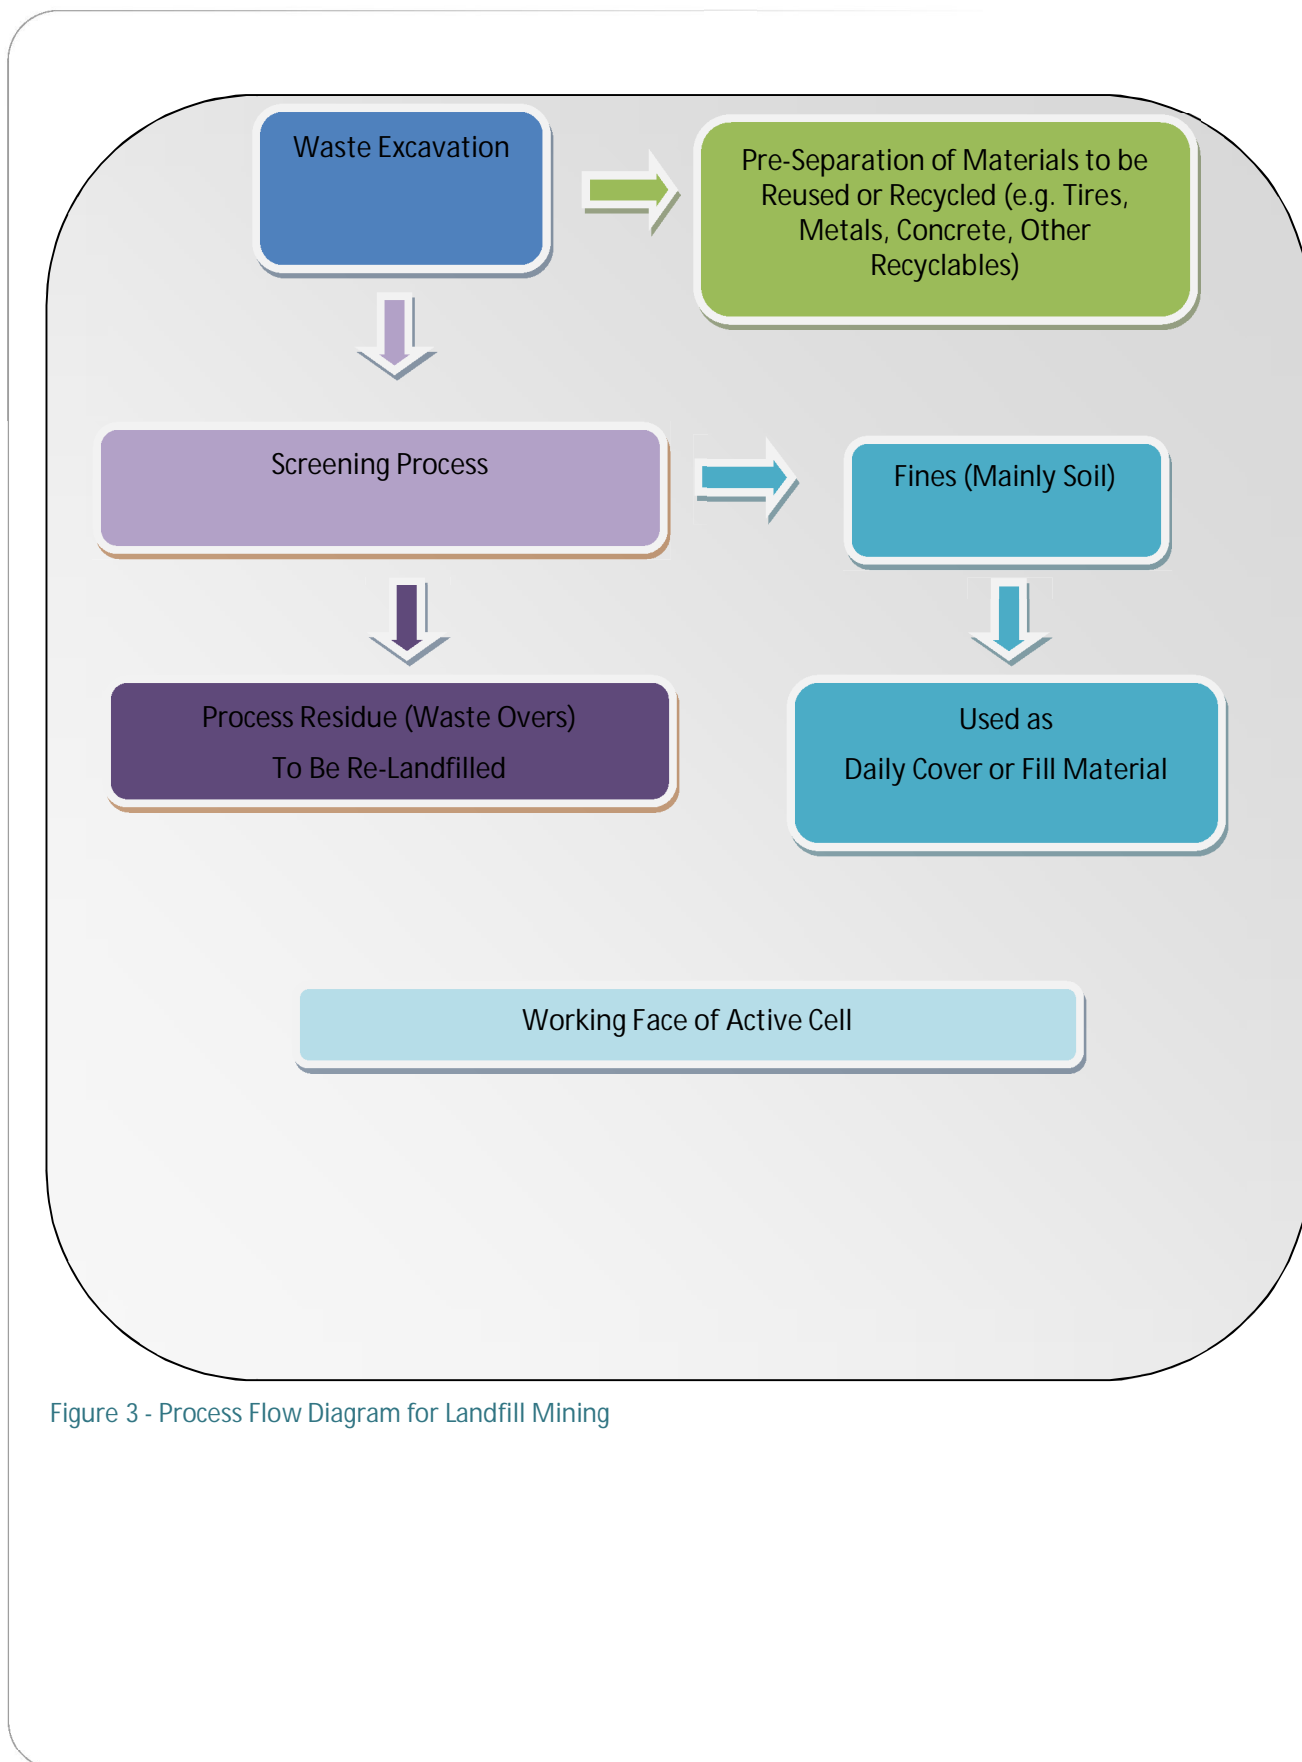 Waste Excavation
Pre-Separation of Materials to be
Reused or Recycled (e.g. Tires,
Metals, Concrete, Other
Recyclables)
Screening Process
Fines (Mainly Soil)
Process Residue (Waste Overs)
To Be Re-Landfilled
Used as
Daily Cover or Fill Material
Working Face of Active Cell
Figure 3 - Process Flow Diagram for Landfill Mining